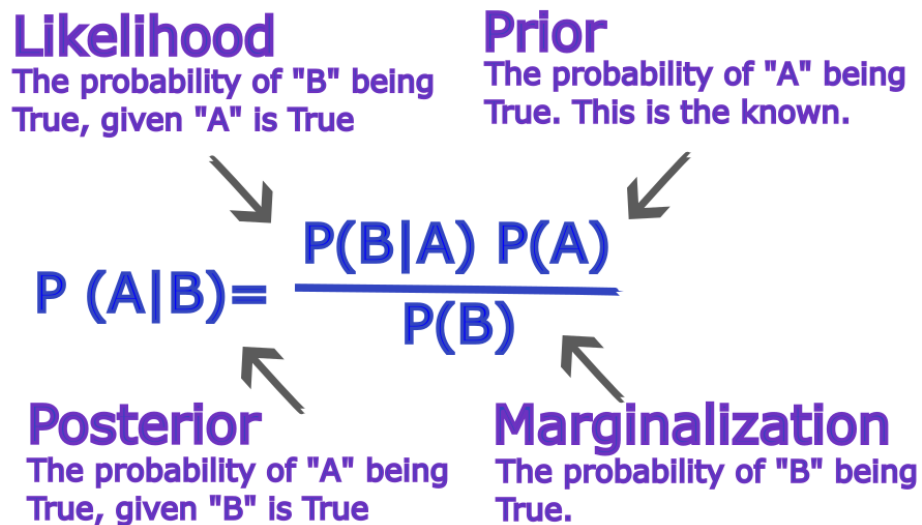 Likelihood
The probability of "B" being
True, given "A" is True
Prior
The probability of "A" being
True. This is the known.
P(B|A) P(A)
P (A|B)=
P(B)
Posterior
The probability of "A" being
True, given "B" is True
Marginalization
The probability of "B" being
True.